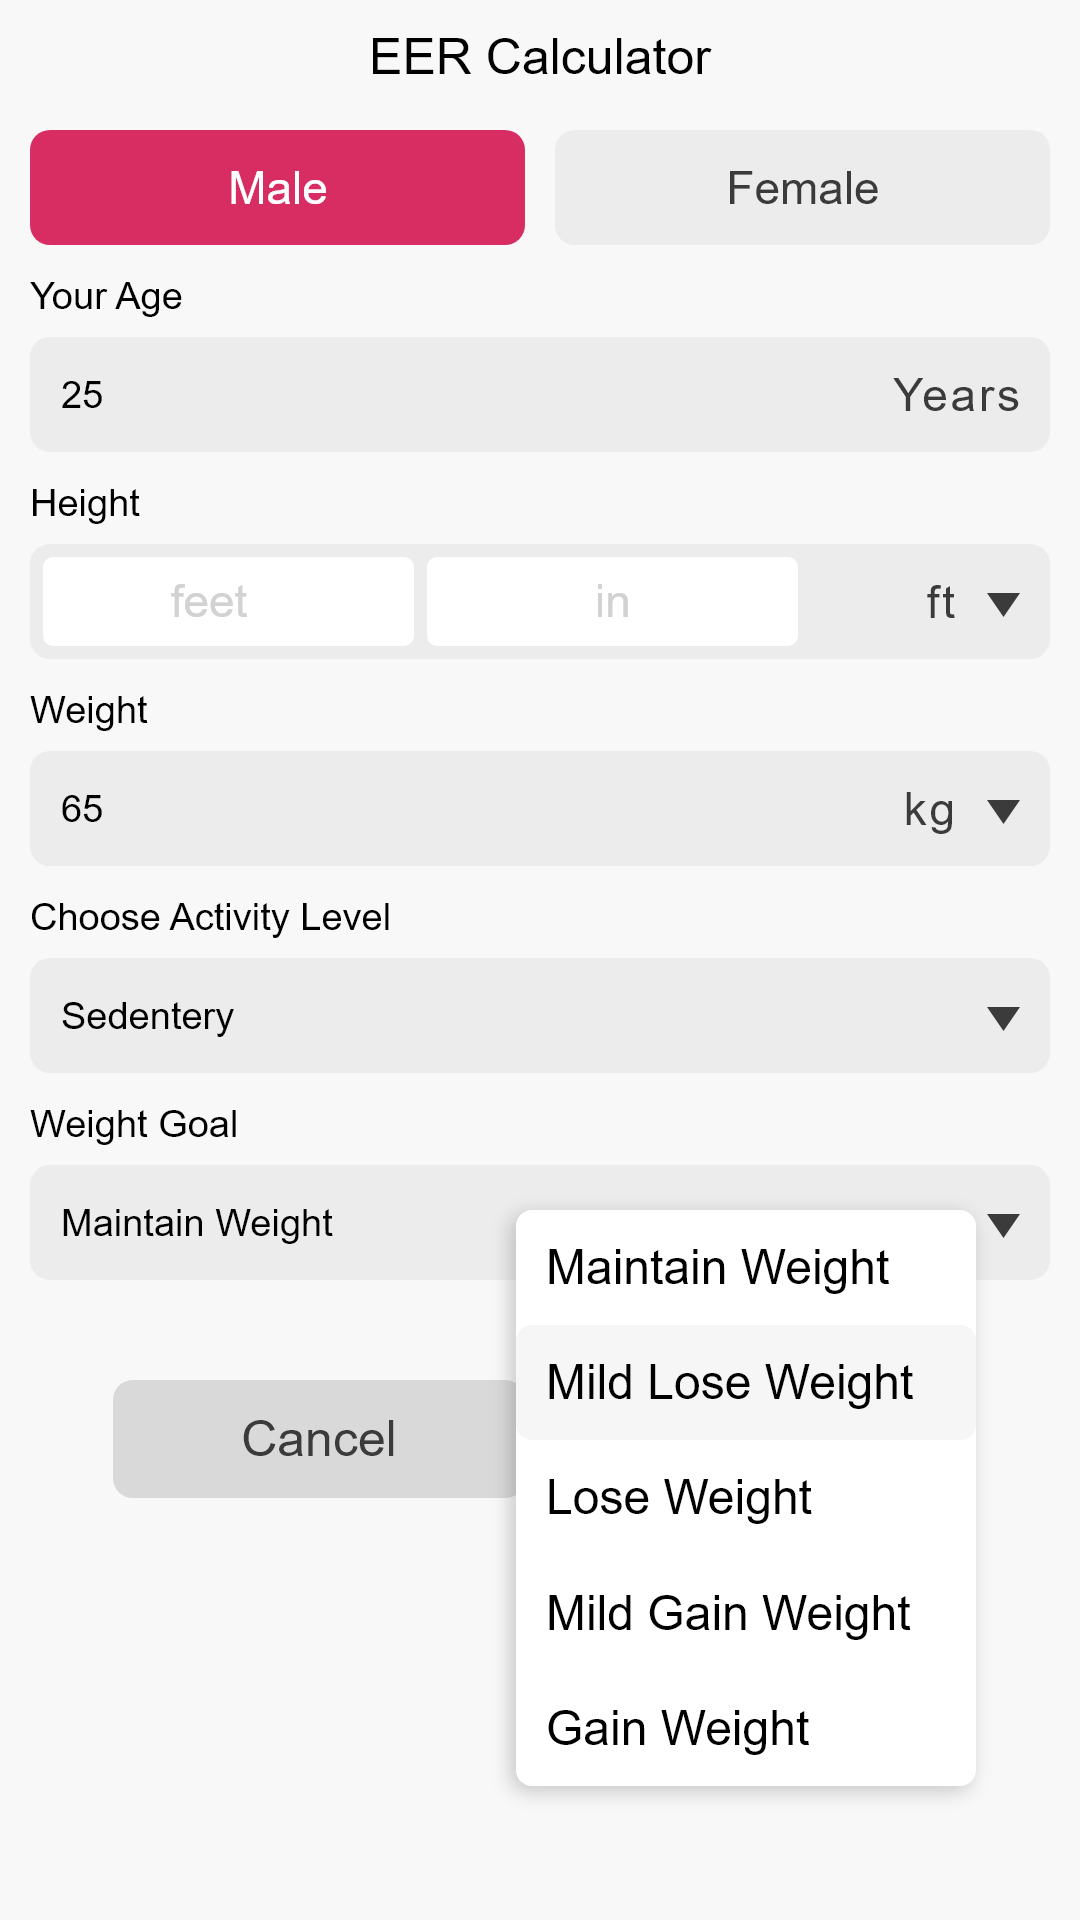 EER Calculator
Male Female
Your Age
25 Years
Height
feet in ft
Weight
65 kg
Choose Activity Level
Sedentery
Weight Goal
Maintain Weight
Maintain Weight
Mild Lose Weight
Cancel
Lose Weight
Mild Gain Weight
Gain Weight